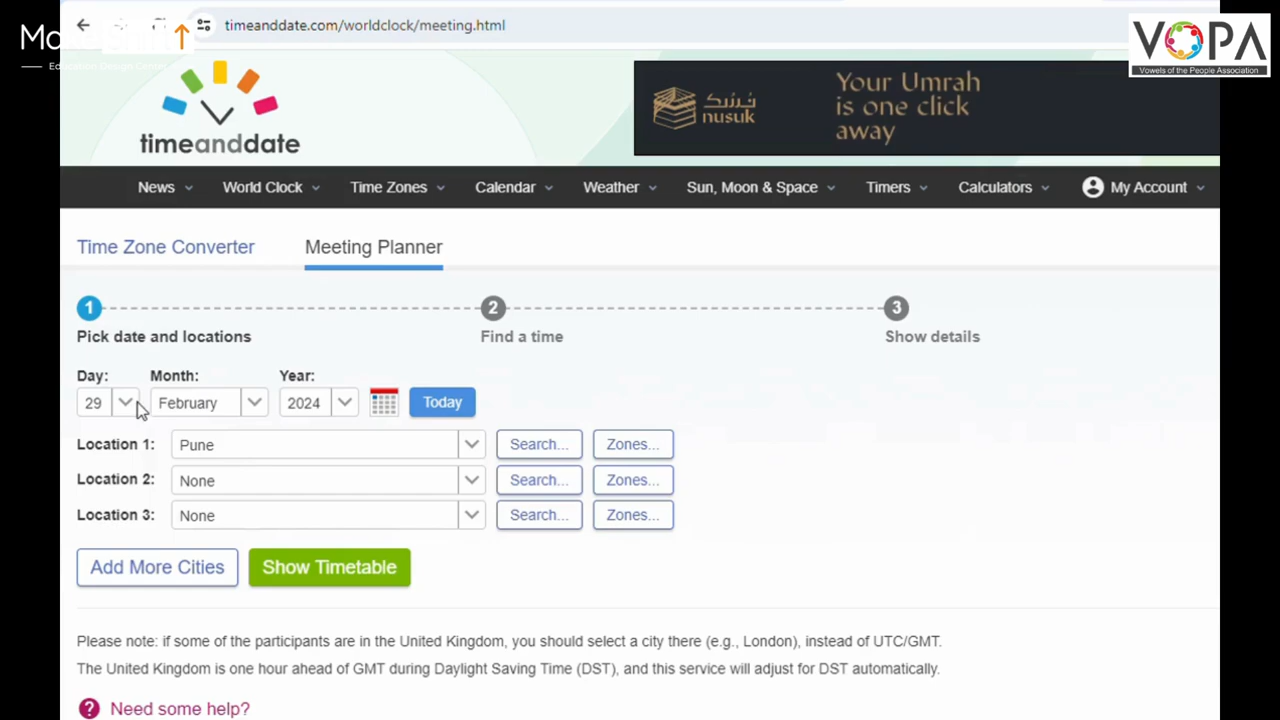 timeanddate.com/worldclock/meeting.html
VOPA
Vowels of the People Association
Your Umrah
is one click
away
نسك
nusuk
timeanddate
News
World Clock
Time Zones
Calendar
Weather
Sun, Moon & Space
Timers
Calculators
My Account
Time Zone Converter
Meeting Planner
1
2
3
Pick date and locations
Find a time
Show details
Day:
Month:
Year:
29
February
2024
Today
Location 1:
Pune
Search...
Zones...
Location 2:
None
Search...
Zones...
Location 3:
None
Search...
Zones...
Add More Cities
Show Timetable
Please note: if some of the participants are in the United Kingdom, you should select a city there (e.g., London), instead of UTC/GMT.
The United Kingdom is one hour ahead of GMT during Daylight Saving Time (DST), and this service will adjust for DST automatically.
? Need some help?